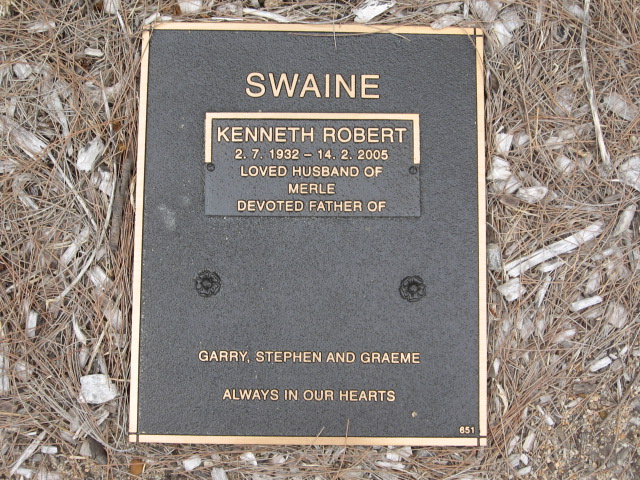 SWAINE
KENNETH ROBERT
2. 7. 1932 – 14. 2. 2005
LOVED HUSBAND OF
MERLE
DEVOTED FATHER OF
GARRY, STEPHEN AND GRAEME
ALWAYS IN OUR HEARTS
651